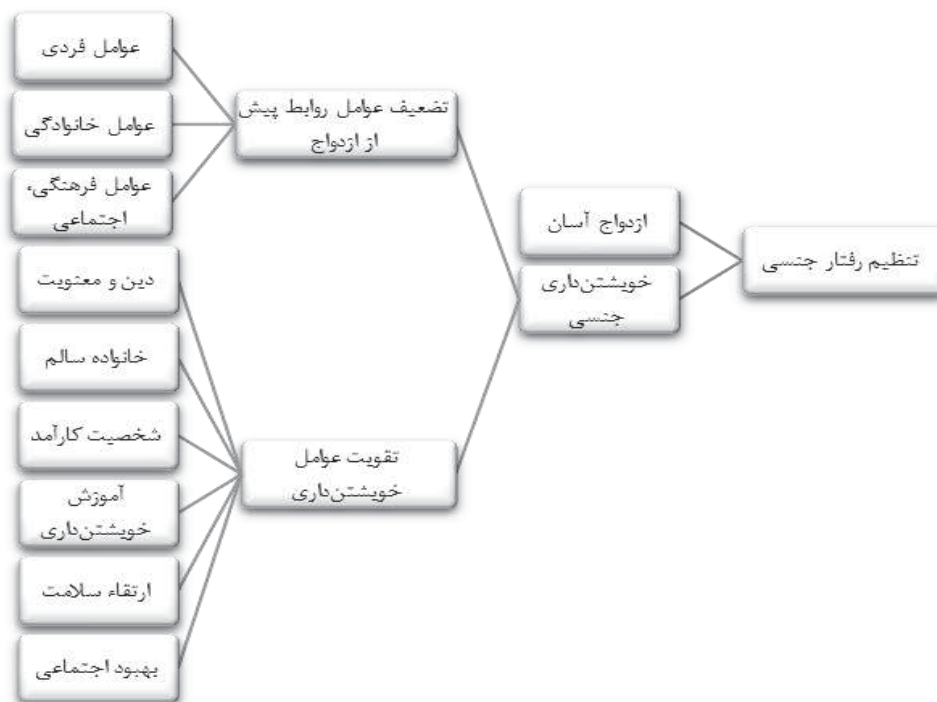 تنظیم رفتار جنسی
ازدواج آسان
خویشتن‌داری
جنسی
تضعیف عوامل روابط پیش
از ازدواج
عوامل فردی
عوامل خانوادگی
عوامل فرهنگی،
اجتماعی
تقویت عوامل
خویشتن‌داری
دین و معنویت
خانواده سالم
شخصیت کارآمد
آموزش
خویشتن‌داری
ارتقاء سلامت
بهبود اجتماعی